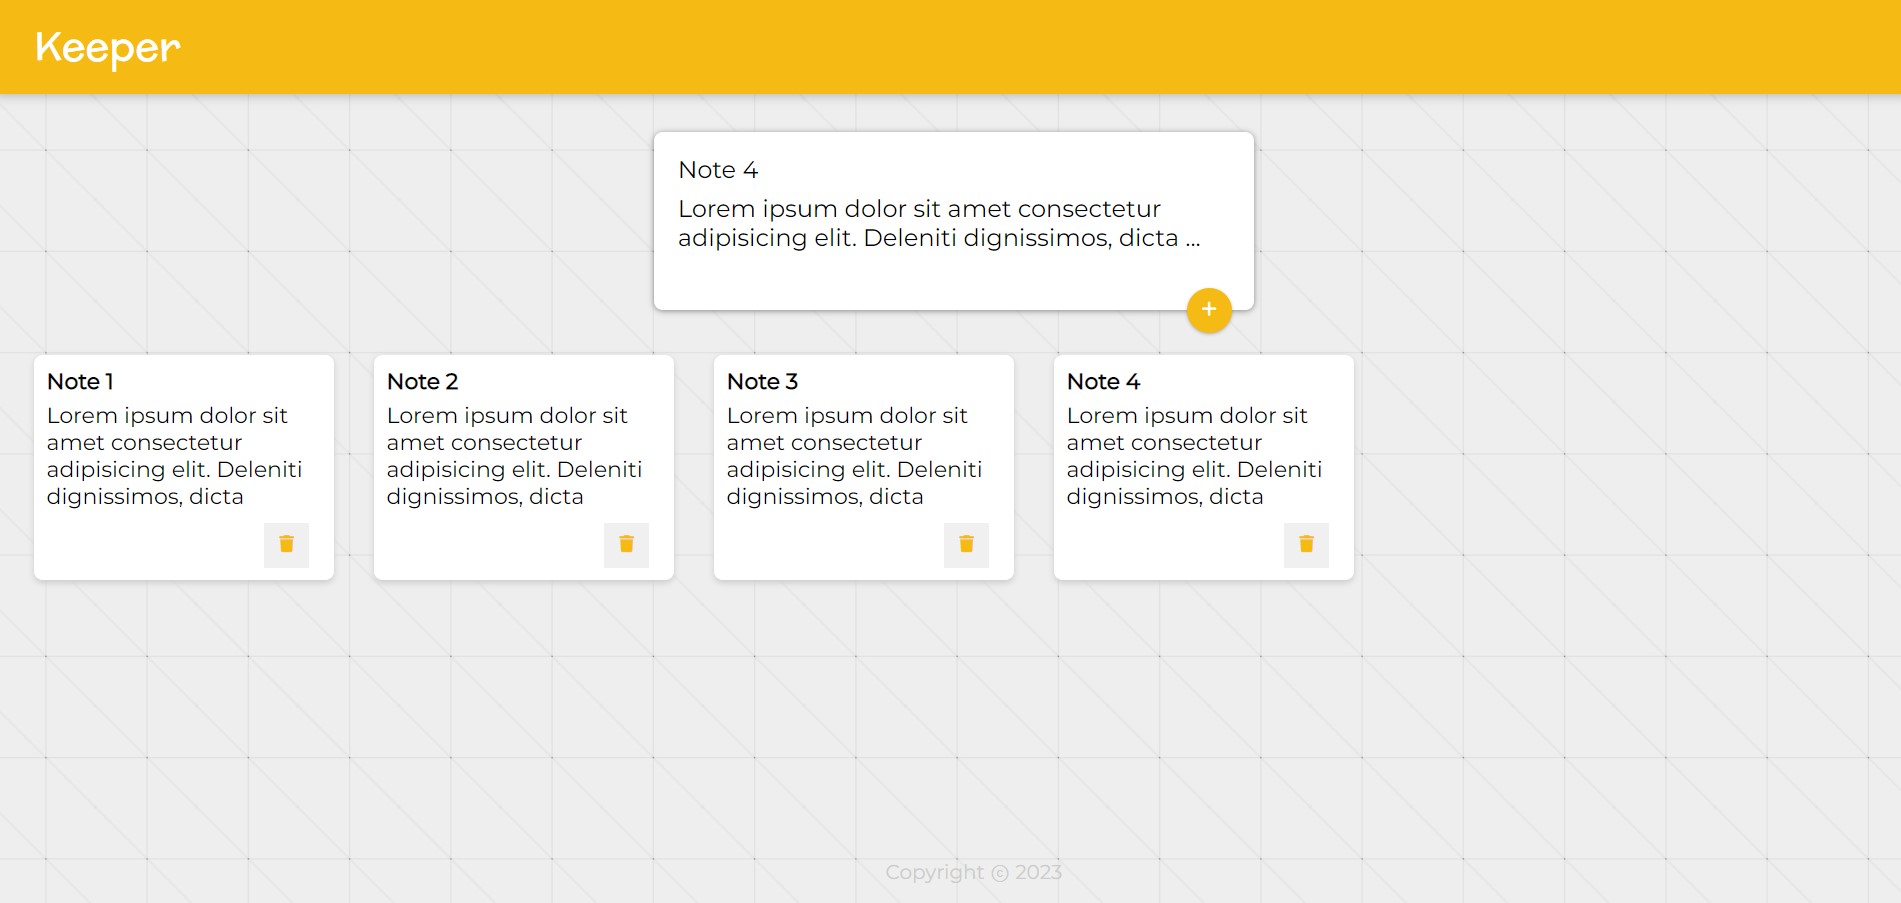 Keeper
Note 4
Lorem ipsum dolor sit amet consectetur
adipisicing elit. Deleniti dignissimos, dicta ...
+
Note 1
Lorem ipsum dolor sit
amet consectetur
adipisicing elit. Deleniti
dignissimos, dicta
Note 2
Lorem ipsum dolor sit
amet consectetur
adipisicing elit. Deleniti
dignissimos, dicta
Note 3
Lorem ipsum dolor sit
amet consectetur
adipisicing elit. Deleniti
dignissimos, dicta
Note 4
Lorem ipsum dolor sit
amet consectetur
adipisicing elit. Deleniti
dignissimos, dicta
Copyright © 2023